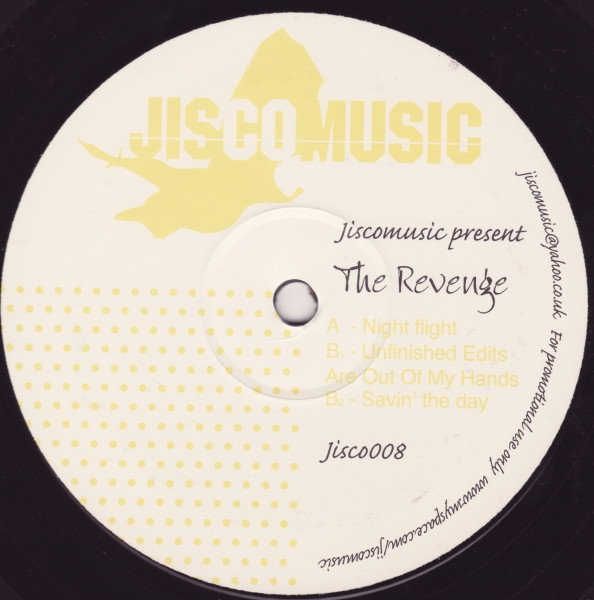 JISCOMUSIC
Jiscomusic present
The Revenge
A - Night flight
B1 - Unfinished Edits
Are Out Of My Hands
B2 - Savin' the day
Jisco008
jiscomusic@yahoo.co.uk For promotional use only www.myspace.com/jiscomusic